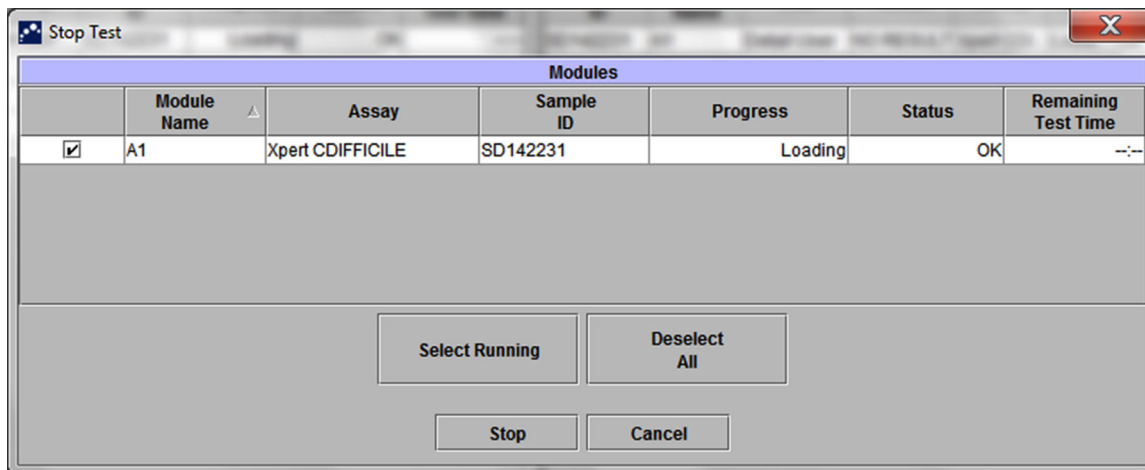 Stop Test
Modules
Module Name Assay Sample ID Progress Status Remaining Test Time
A1 Xpert CDIFFICILE SD142231 Loading OK --:--
Select Running Deselect All
Stop Cancel